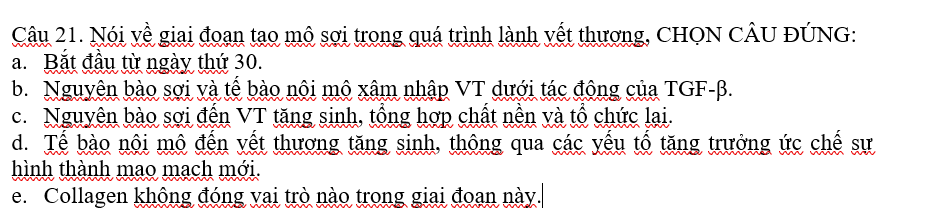 Câu 21. Nói về giai đoạn tạo mô sợi trong quá trình lành vết thương, CHỌN CÂU ĐÚNG:
a. Bắt đầu từ ngày thứ 30.
b. Nguyên bào sợi và tế bào nội mô xâm nhập VT dưới tác động của TGF-β.
c. Nguyên bào sợi đến VT tăng sinh, tổng hợp chất nền và tổ chức lại.
d. Tế bào nội mô đến vết thương tăng sinh, thông qua các yếu tố tăng trưởng ức chế sự
hình thành mao mạch mới.
e. Collagen không đóng vai trò nào trong giai đoạn này.